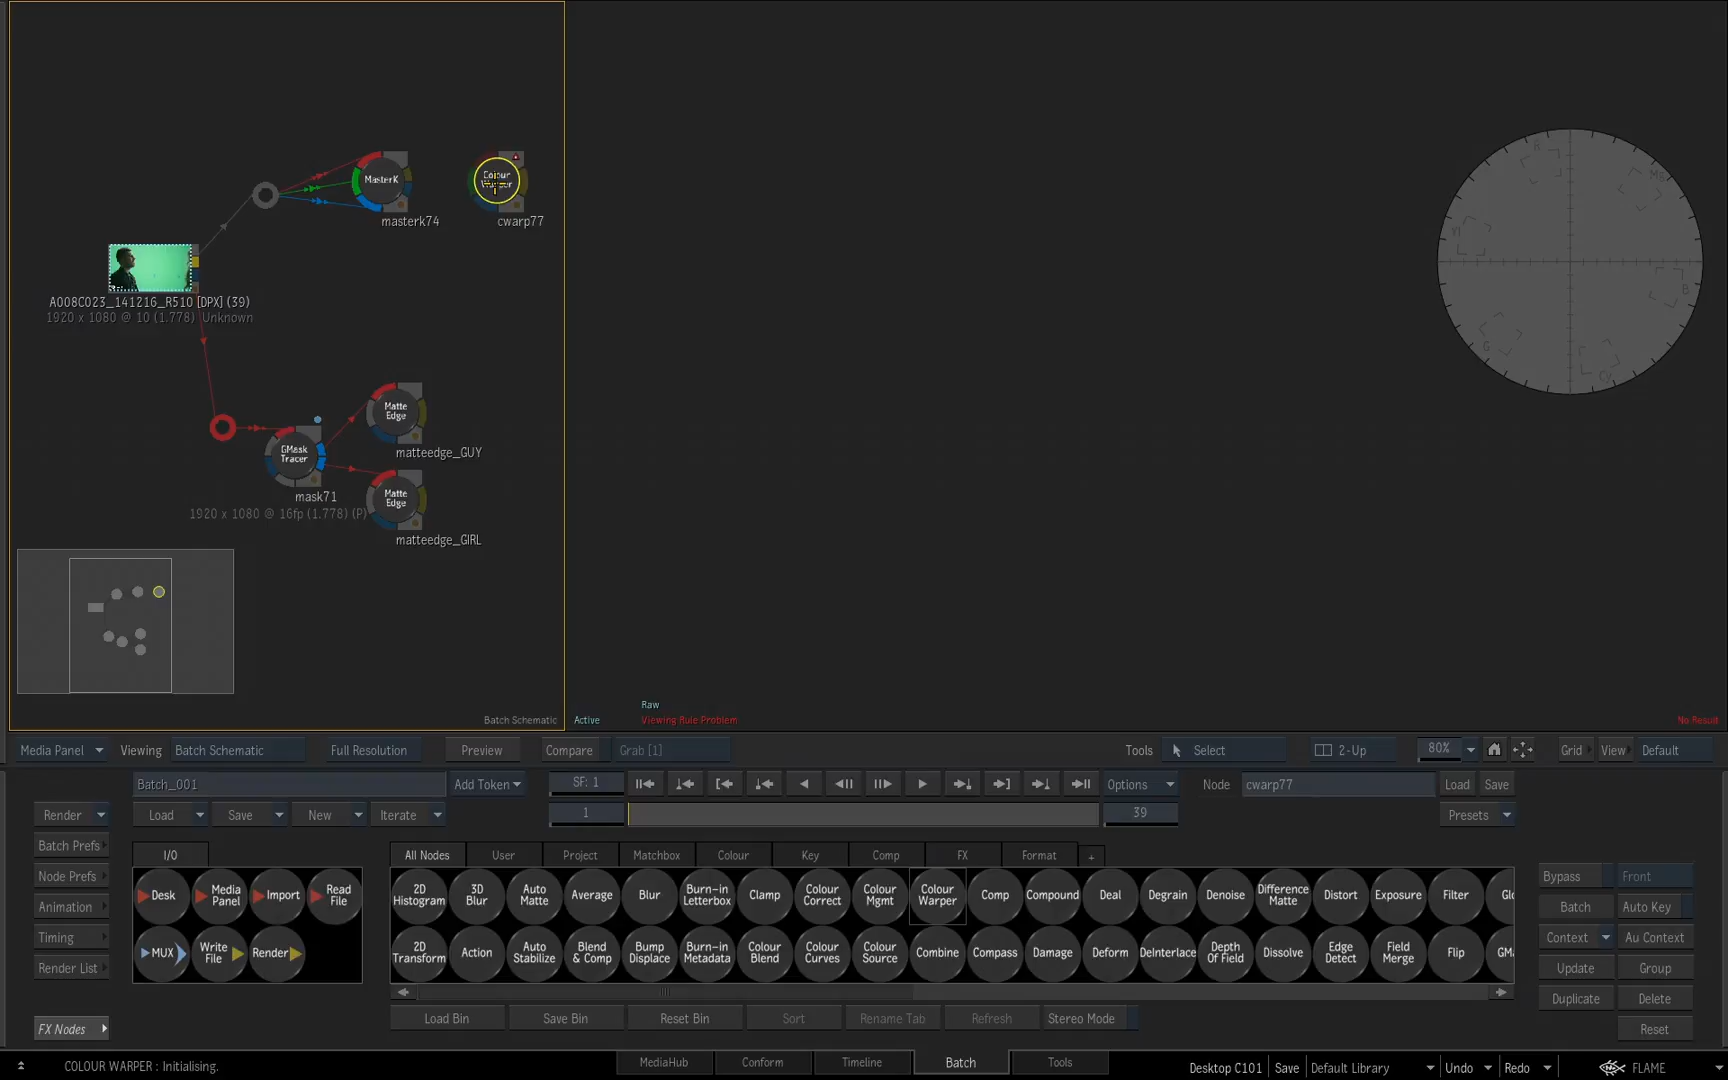 MasterK
masterk74
Colour
cwarp77
A008C023_141216_R510 [DPX] (39)
1920 x 1080 @ 10 (1.778) Unknown
Matte
Edge
matteedge_GUY
GMask
Tracer
mask71
1920 x 1080 @ 16fp (1.778) (P)
Matte
Edge
matteedge_GIRL
R
Mg
B
Cy
G
Batch Schematic
Active
Raw
Viewing Rule Problem
No Result
Media Panel
Viewing
Batch Schematic
Full Resolution
Preview
Compare
Grab [1]
Tools
Select
2-Up
80%
Grid
View
Default
Batch_001
Add Token
SF: 1
Options
Node
cwarp77
Load
Save
Render
Load
Save
New
Iterate
1
39
Presets
Batch Prefs
Node Prefs
Animation
Timing
Render List
FX Nodes
I/O
Desk
Media
Panel
Import
Read
File
MUX
Write
File
Render
All Nodes
User
Project
Matchbox
Colour
Key
Comp
FX
Format
+
2D
Histogram
3D
Blur
Auto
Matte
Average
Blur
Burn-in
Letterbox
Clamp
Colour
Correct
Colour
Mgmt
Colour
Warper
Comp
Compound
Deal
Degrain
Denoise
Difference
Matte
Distort
Exposure
Filter
Gl
2D
Transform
Action
Auto
Stabilize
Blend
& Comp
Bump
Displace
Burn-in
Metadata
Colour
Blend
Colour
Curves
Colour
Source
Combine
Compass
Damage
Deform
DeInterlace
Depth
Of Field
Dissolve
Edge
Detect
Field
Merge
Flip
GM
Load Bin
Save Bin
Reset Bin
Sort
Rename Tab
Refresh
Stereo Mode
Bypass
Front
Batch
Auto Key
Context
Au Context
Update
Group
Duplicate
Delete
Reset
COLOUR WARPER : Initialising.
MediaHub
Conform
Timeline
Batch
Tools
Desktop C101
Save
Default Library
Undo
Redo
FLAME